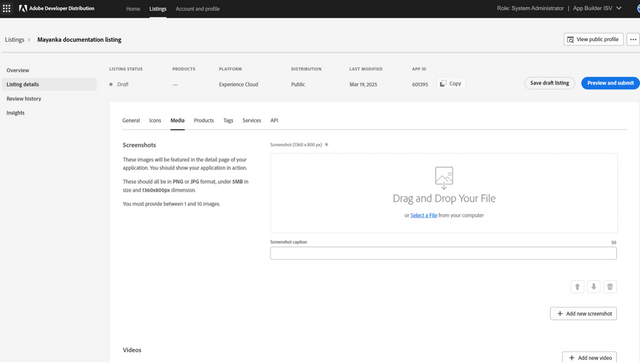 Adobe Developer Distribution
Home Listings Account and profile
Role: System Administrator | App Builder ISV
Listings Mayanka documentation listing
View public profile
Overview
Listing details
Review history
Insights
LISTING STATUS PRODUCTS PLATFORM DISTRIBUTION LAST MODIFIED APP ID
Draft — Experience Cloud Public Mar 19, 2025 601395 Copy
Save draft listing Preview and submit
General Icons Media Products Tags Services API
Screenshots
These images will be featured in the detail page of your
application. You should show your application in action.
These should all be in PNG or JPG format, under 5MB in
size and 1360x800px dimension.
You must provide between 1 and 10 images.
Screenshot (1360 x 800 px) *
Drag and Drop Your File
or Select a File from your computer
Screenshot caption 50
Add new screenshot
Videos
Add new video